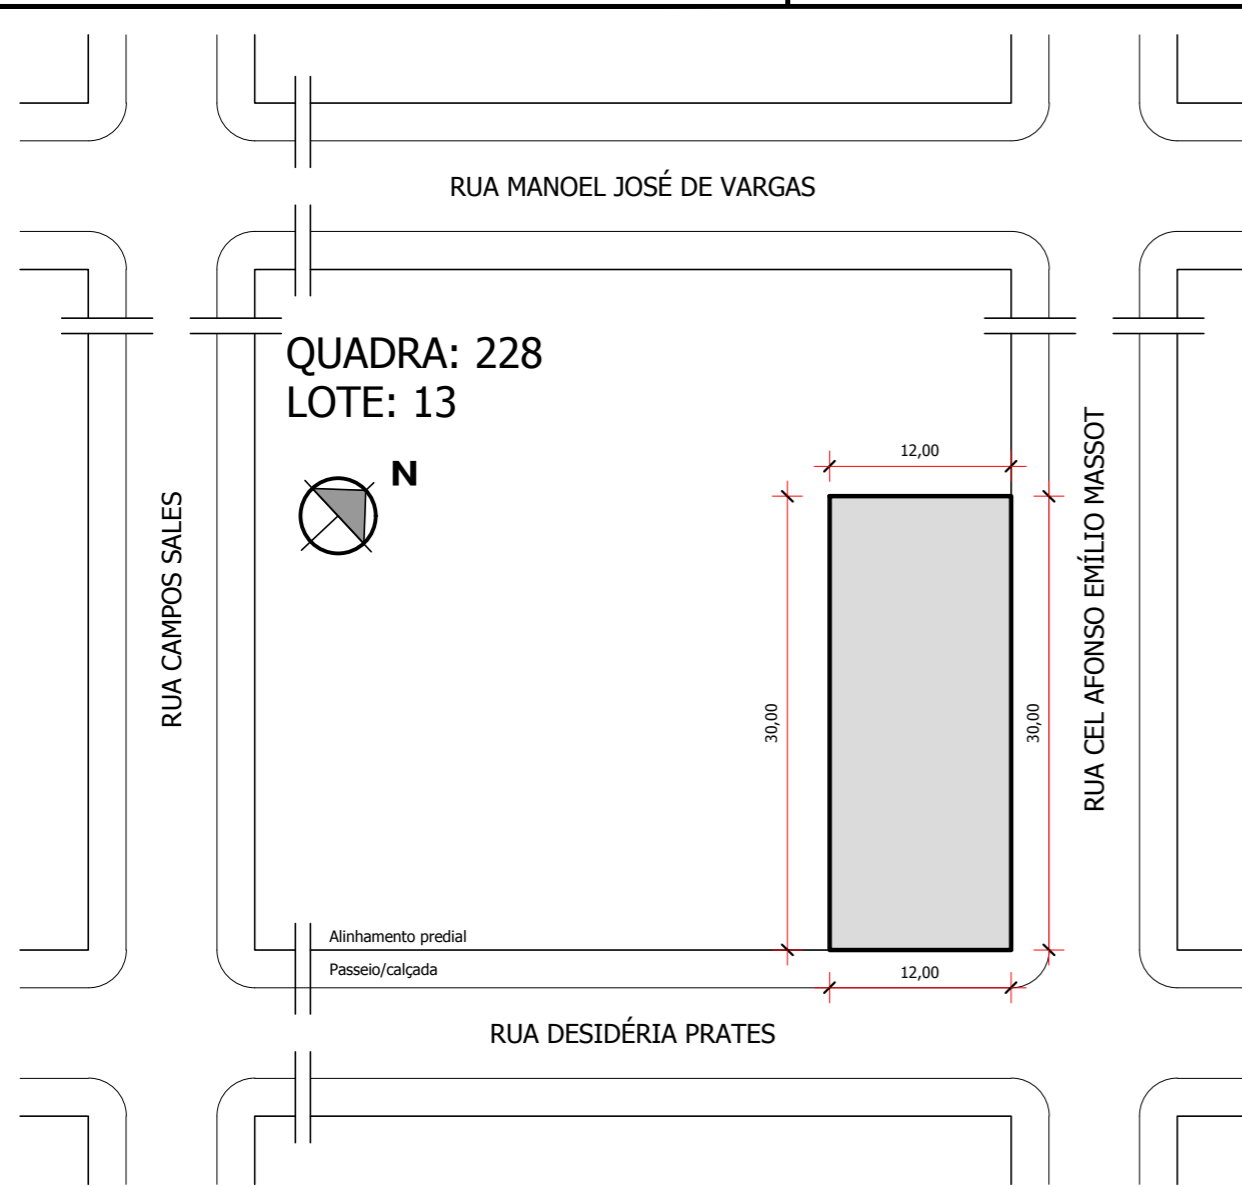 RUA MANOEL JOSÉ DE VARGAS
QUADRA: 228
LOTE: 13
N
12,00
RUA CAMPOS SALES
30,00
30,00
RUA CEL AFONSO EMÍLIO MASSOT
Alinhamento predial
Passeio/calçada
12,00
RUA DESIDÉRIA PRATES